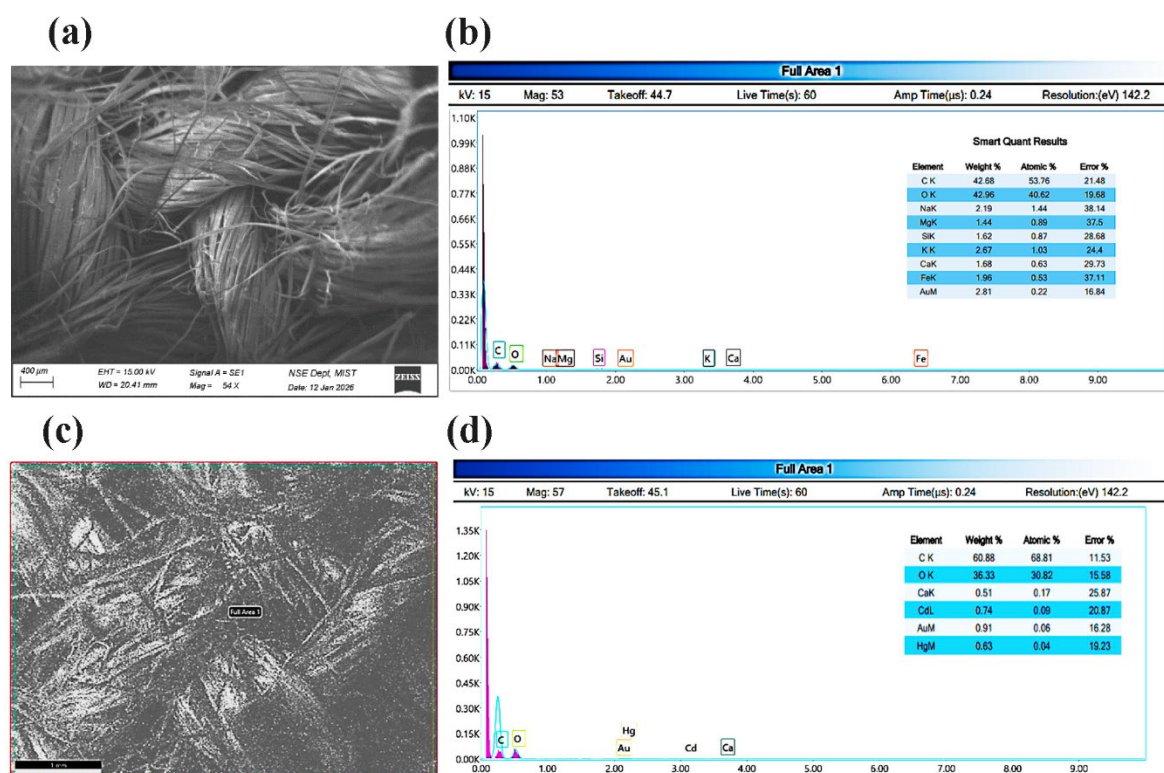 (a)
400 µm
EHT = 15.00 kV
Signal A = SE1
NSE Dept, MIST
ZEISS
WD = 20.41 mm
Mag = 54 X
Date: 12 Jan 2026
(b)
Full Area 1
kV: 15 Mag: 53 Takeoff: 44.7 Live Time(s): 60 Amp Time(µs): 0.24 Resolution:(eV) 142.2
1.10K
0.99K
0.88K
0.77K
0.66K
0.55K
0.44K
0.33K
0.22K
0.11K
0.00K
Smart Quant Results
Element Weight % Atomic % Error %
C K 42.68 53.76 21.48
O K 42.96 40.62 19.68
NaK 2.19 1.44 38.14
MgK 1.44 0.89 37.5
SiK 1.62 0.87 28.68
K K 2.67 1.03 24.4
CaK 1.68 0.63 29.73
FeK 1.96 0.53 37.11
AuM 2.81 0.22 16.84
C O Na Mg Si Au K Ca Fe
0.00 1.00 2.00 3.00 4.00 5.00 6.00 7.00 8.00 9.00
(c)
Full Area 1
1 mm
(d)
Full Area 1
kV: 15 Mag: 57 Takeoff: 45.1 Live Time(s): 60 Amp Time(µs): 0.24 Resolution:(eV) 142.2
1.35K
1.20K
1.05K
0.90K
0.75K
0.60K
0.45K
0.30K
0.15K
0.00K
Element Weight % Atomic % Error %
C K 60.88 68.81 11.53
O K 36.33 30.82 15.58
CaK 0.51 0.17 25.87
CdL 0.74 0.09 20.87
AuM 0.91 0.06 16.28
HgM 0.63 0.04 19.23
Hg
C O Au Cd Ca
0.00 1.00 2.00 3.00 4.00 5.00 6.00 7.00 8.00 9.00